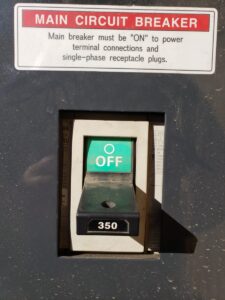 MAIN CIRCUIT BREAKER
Main breaker must be "ON" to power
terminal connections and
single-phase receptacle plugs.
O
OFF
350